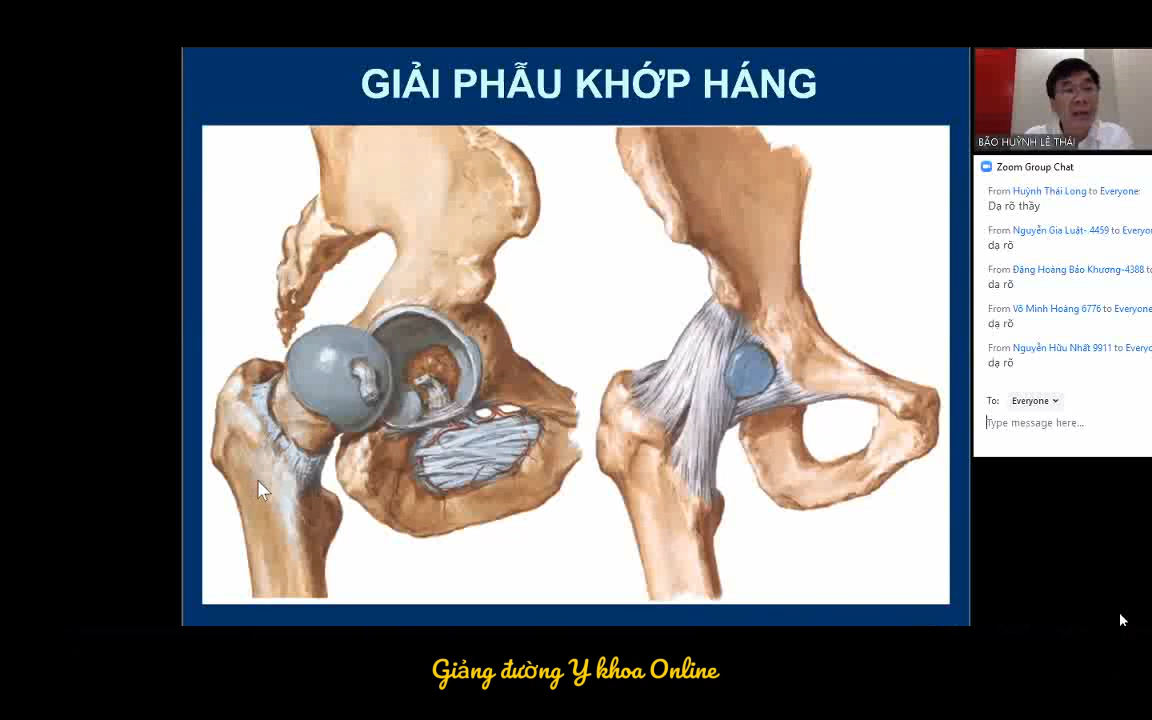 GIẢI PHẪU KHỚP HÁNG
BÃO HUỲNH LÊ THÁI
Zoom Group Chat
From Huỳnh Thái Long to Everyone:
Dạ rõ thầy
From Nguyễn Gia Luật- 4459 to Everyon
dạ rõ
From Đặng Hoàng Bảo Khương-4388 to
dạ rõ
From Võ Minh Hoàng 6776 to Everyone
dạ rõ
From Nguyễn Hữu Nhất 9911 to Everyo
dạ rõ
To: Everyone
Type message here...
Giảng đường Y khoa Online